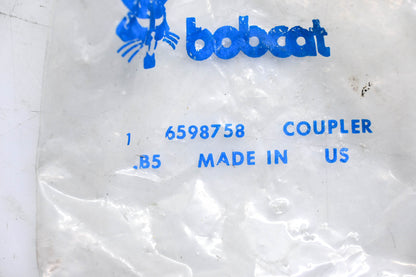 bobcat
1 6598758 COUPLER
.B5 MADE IN US